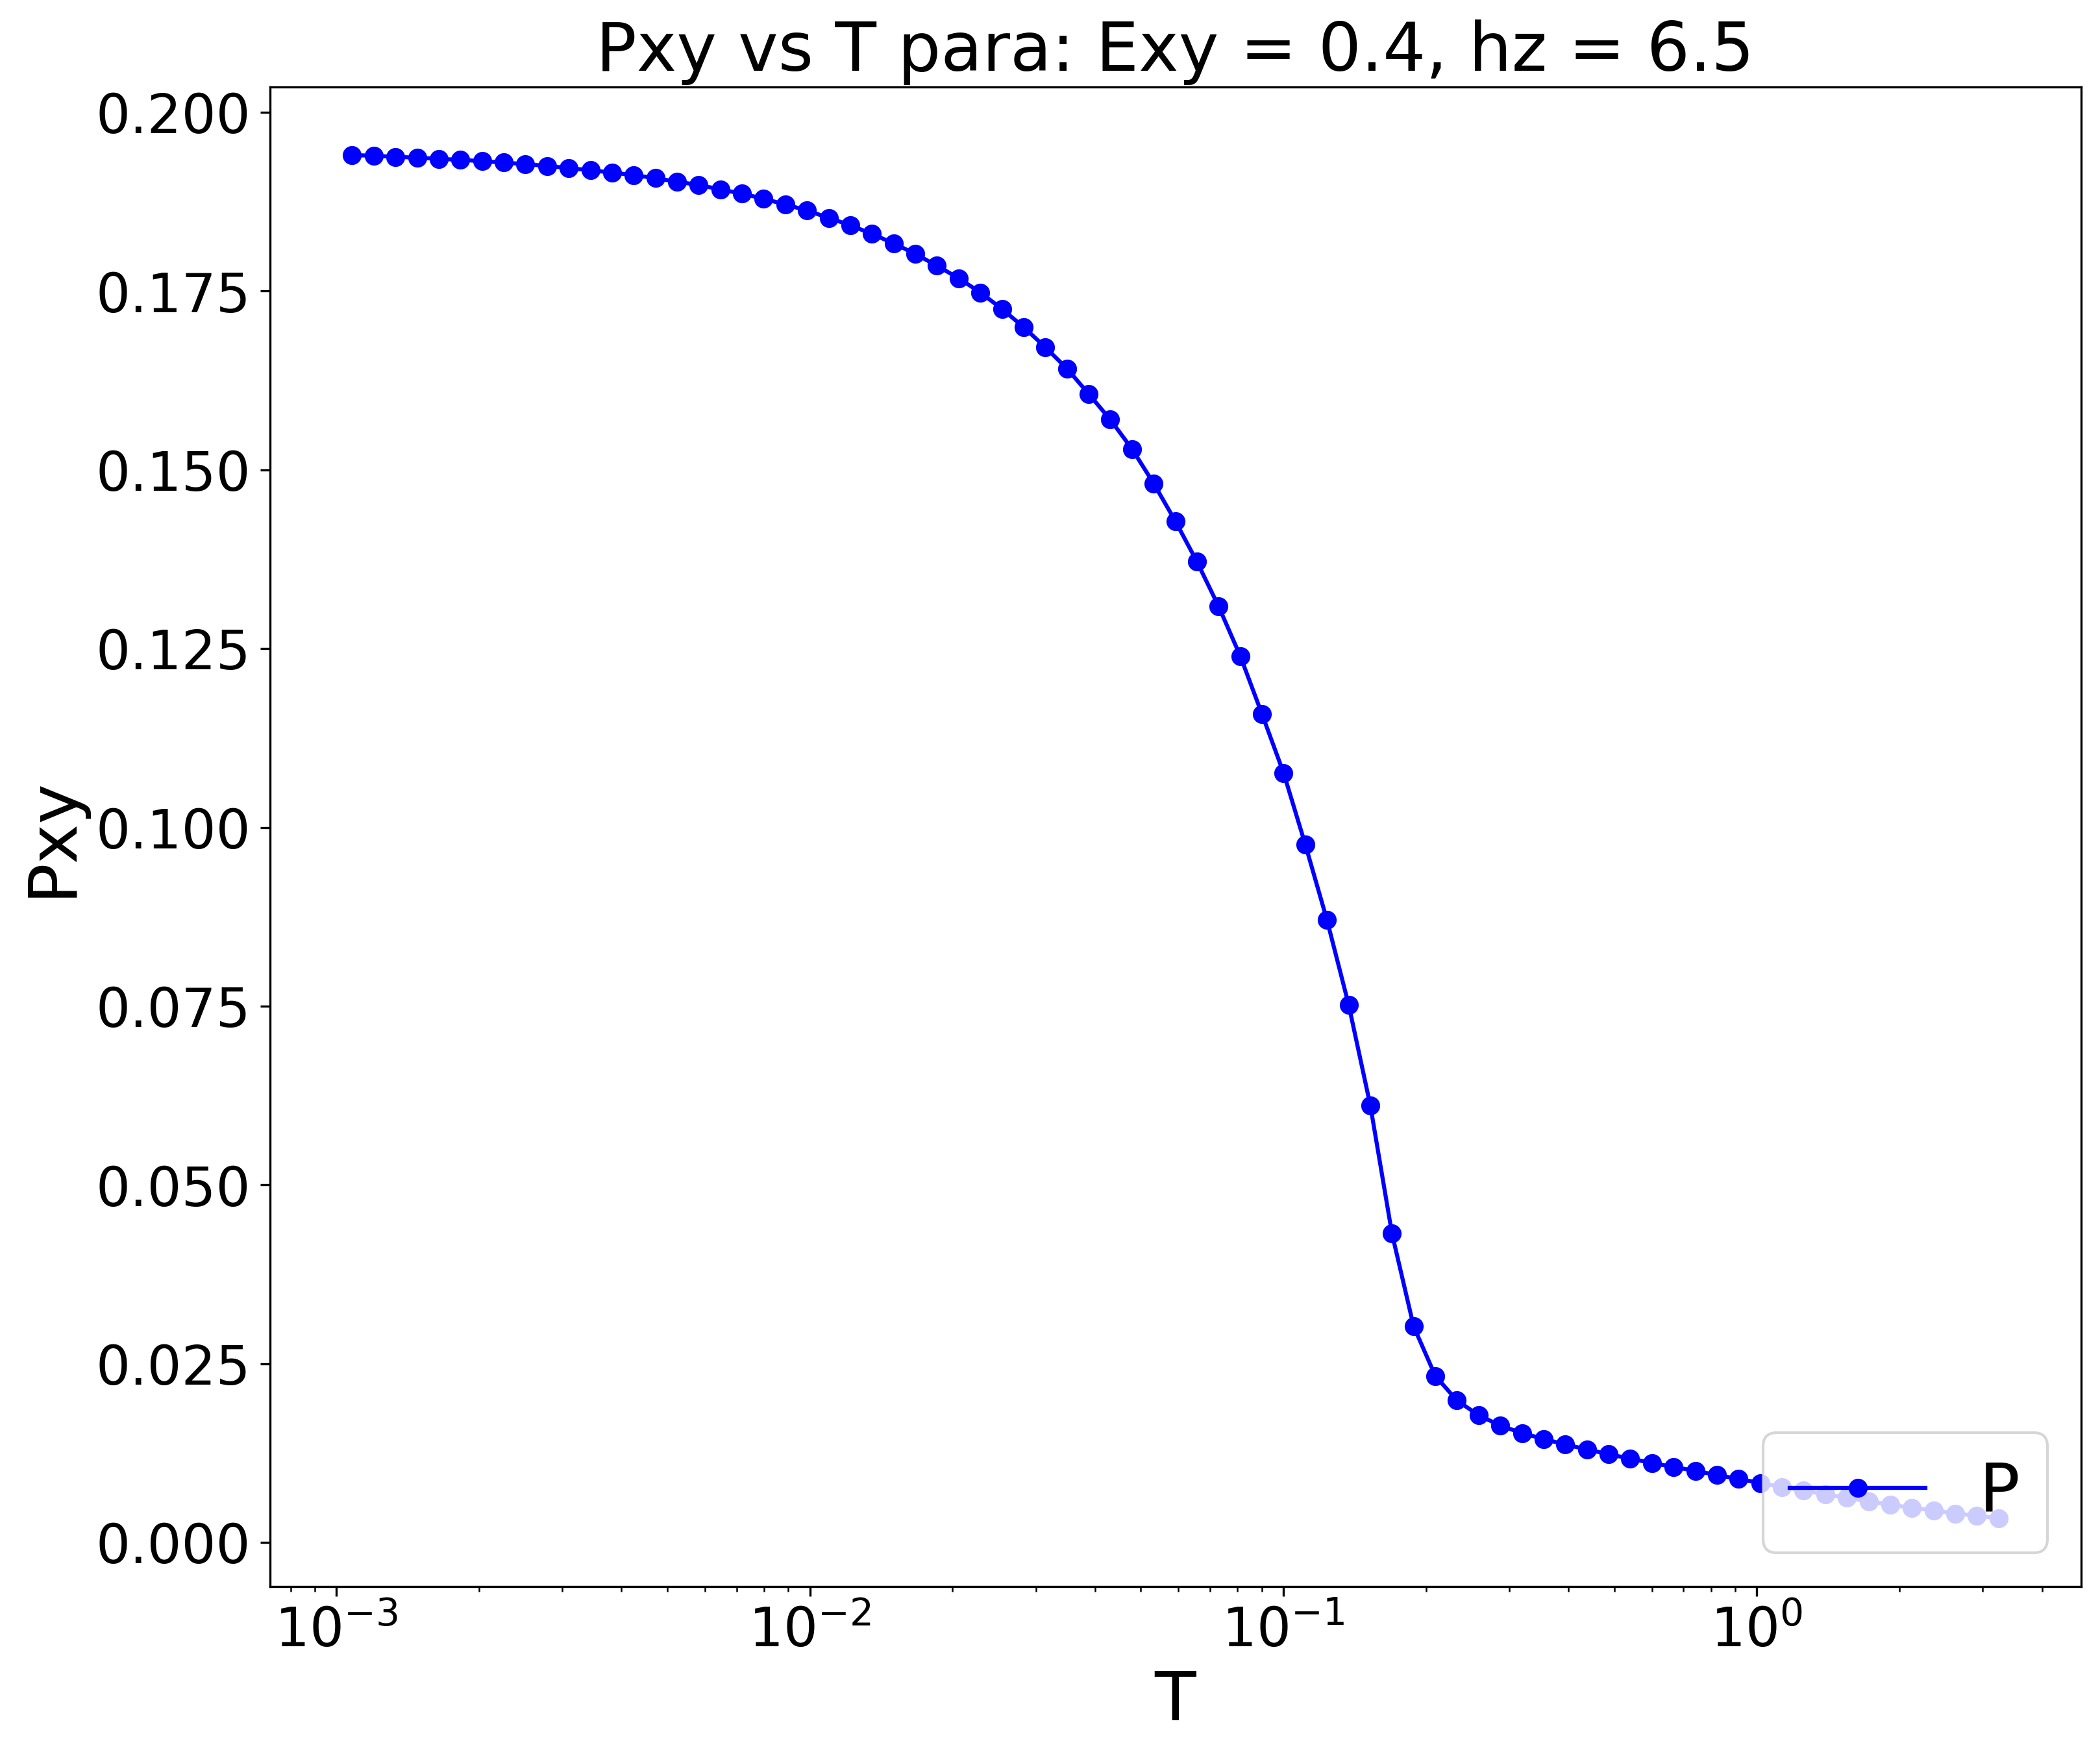 Pxy vs T para: Exy = 0.4, hz = 6.5
0.200
0.175
0.150
0.125
0.100
0.075
0.050
0.025
0.000
Pxy
10⁻³ 10⁻² 10⁻¹ 10⁰
T
P